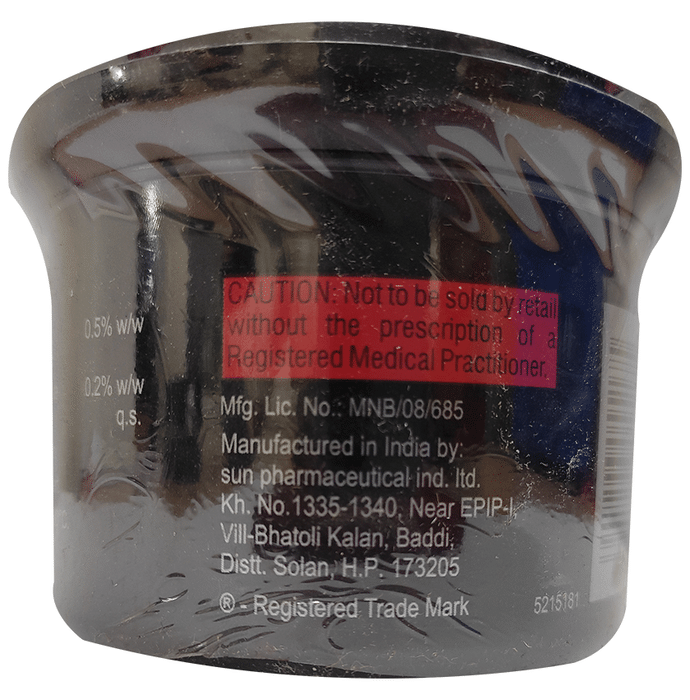 0.5% w/w
0.2% w/w
q.s.
CAUTION: Not to be sold by retail
without the prescription of a
Registered Medical Practitioner.
Mfg. Lic. No.: MNB/08/685
Manufactured in India by:
sun pharmaceutical ind. ltd.
Kh. No.1335-1340, Near EPIP-I,
Vill-Bhatoli Kalan, Baddi,
Distt. Solan, H.P. 173205
® - Registered Trade Mark
5215181